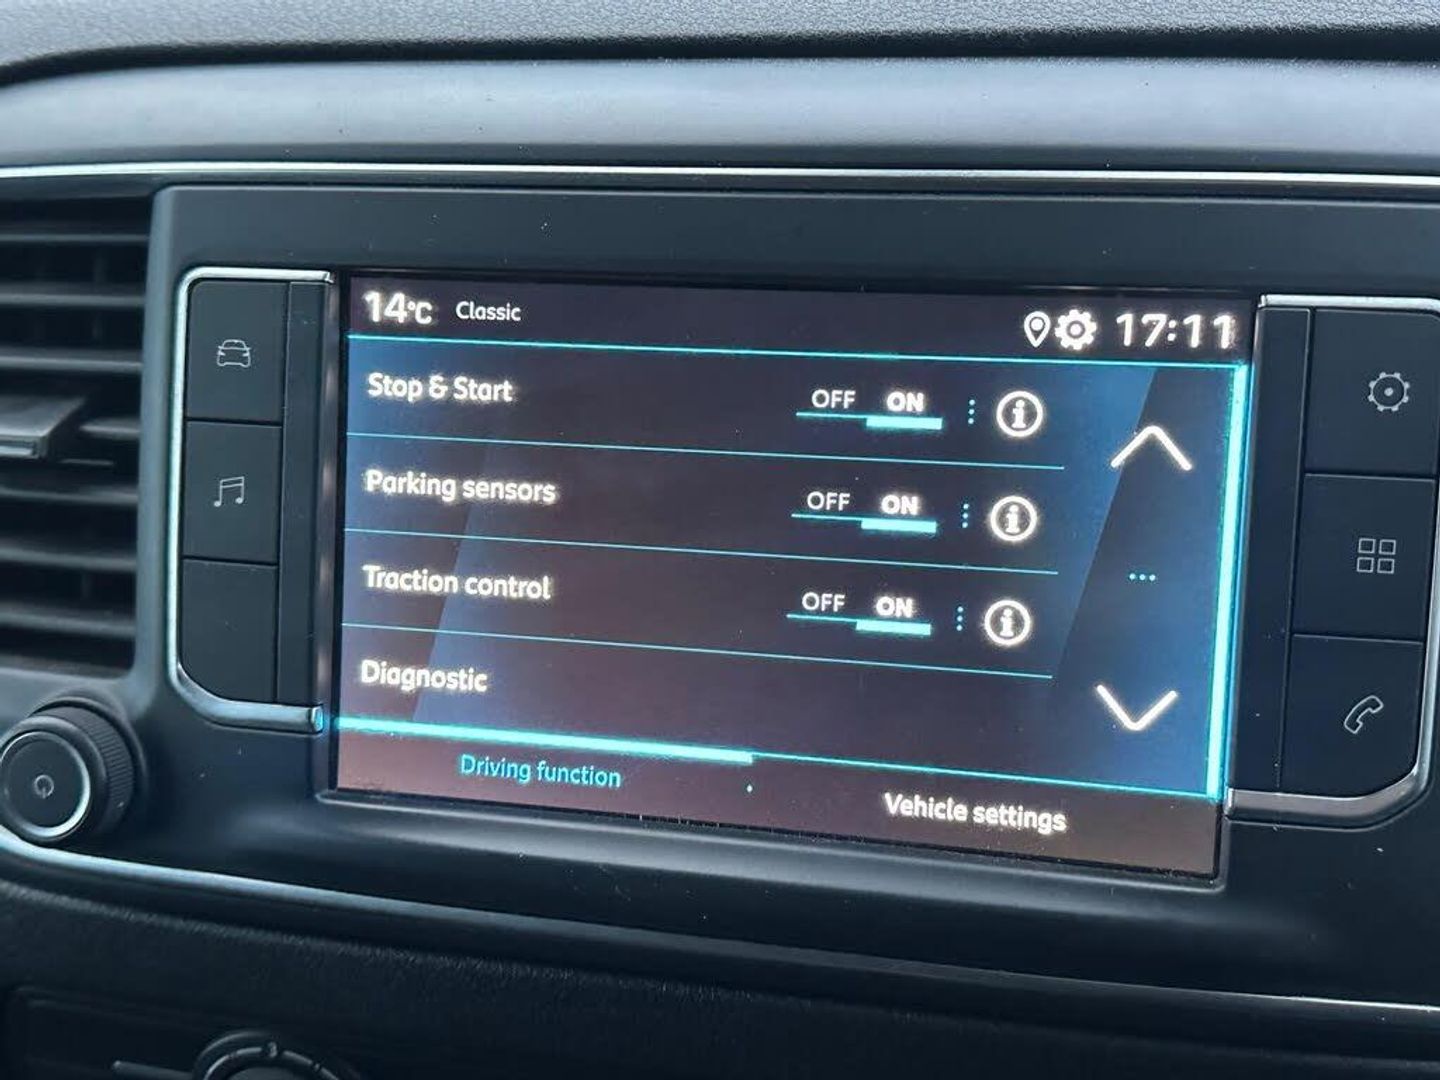 14°C Classic 17:11
Stop & Start OFF ON
Parking sensors OFF ON
Traction control OFF ON
Diagnostic
Driving function Vehicle settings